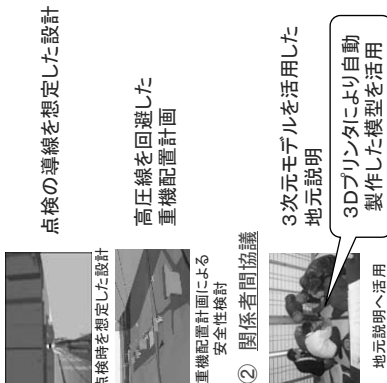 点検の導線を想定した設計
点検時を想定した設計
高圧線を回避した
重機配置計画
重機配置計画による
安全性検討
② 関係者間協議
3次元モデルを活用した
地元説明
3Dプリンタにより自動
製作した模型を活用
地元説明へ活用